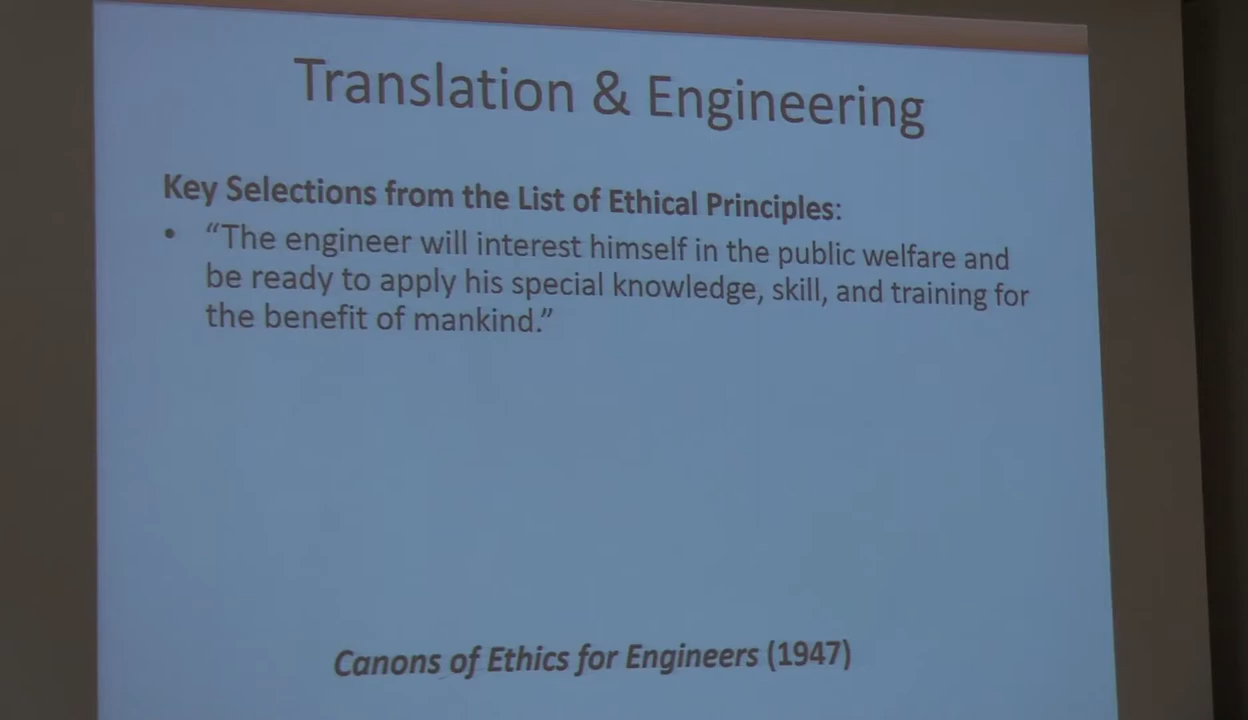 Translation & Engineering
Key Selections from the List of Ethical Principles:
• “The engineer will interest himself in the public welfare and
be ready to apply his special knowledge, skill, and training for
the benefit of mankind.”
Canons of Ethics for Engineers (1947)